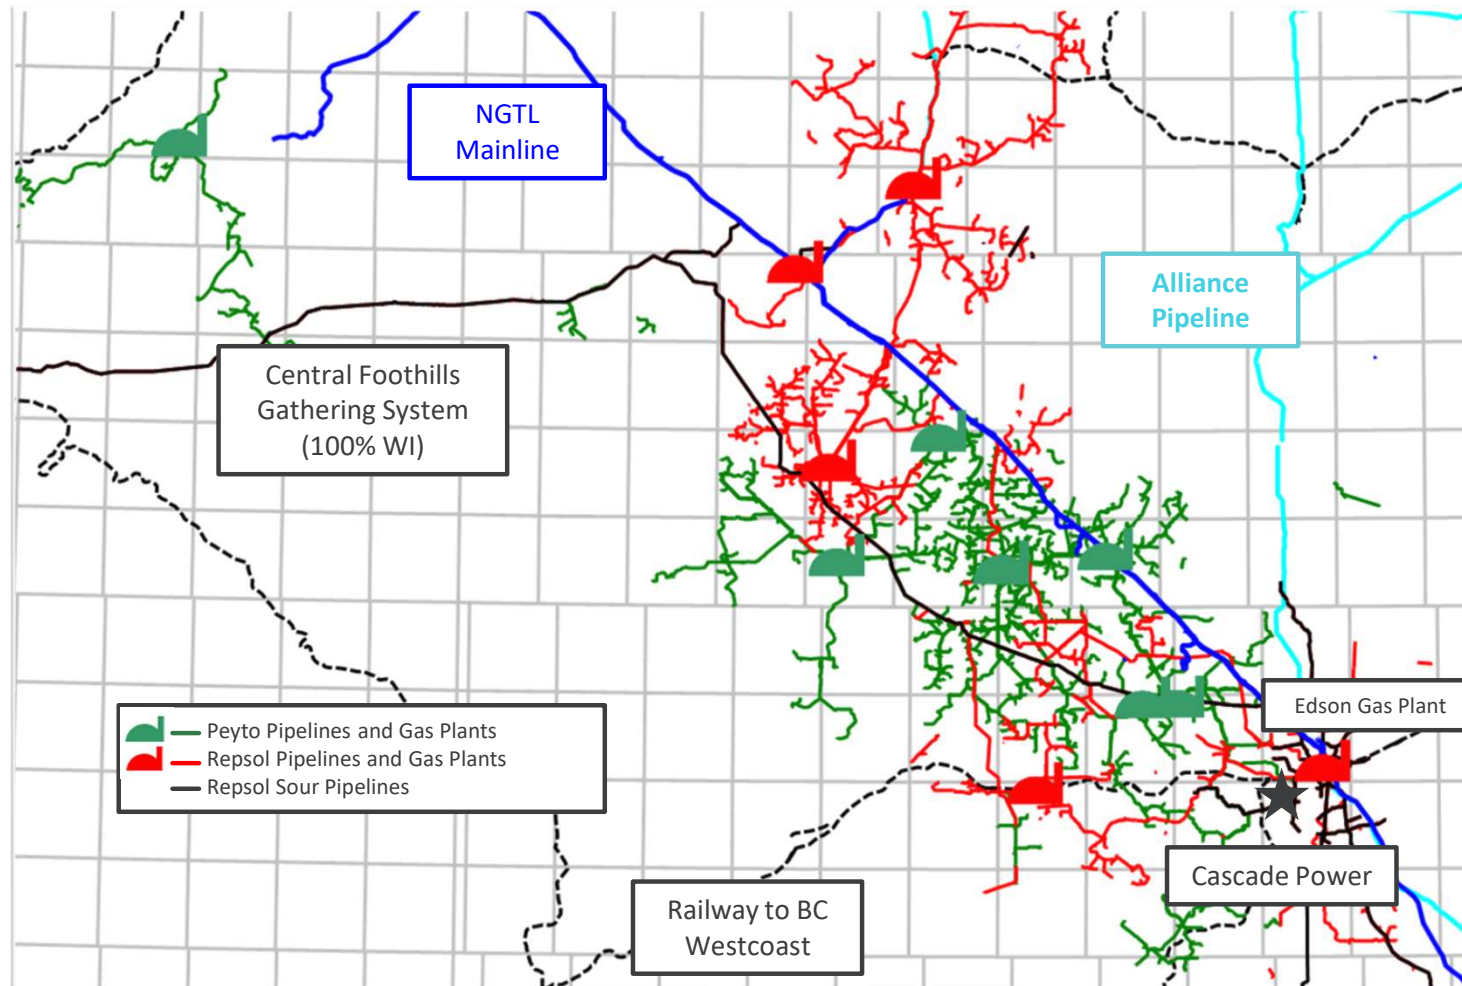 NGTL
Mainline
Alliance
Pipeline
Central Foothills
Gathering System
(100% WI)
Edson Gas Plant
Peyto Pipelines and Gas Plants
Repsol Pipelines and Gas Plants
Repsol Sour Pipelines
Cascade Power
Railway to BC
Westcoast